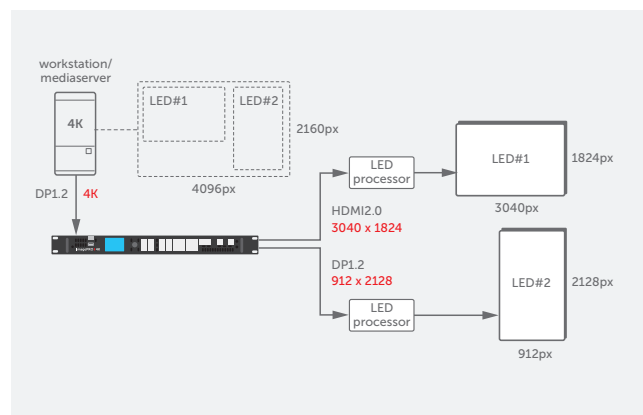 workstation/
mediaserver
4K
LED#1
LED#2
2160px
4096px
DP1.2
4K
LED
processor
LED#1
1824px
3040px
HDMI2.0
3040 x 1824
DP1.2
912 x 2128
LED
processor
LED#2
2128px
912px